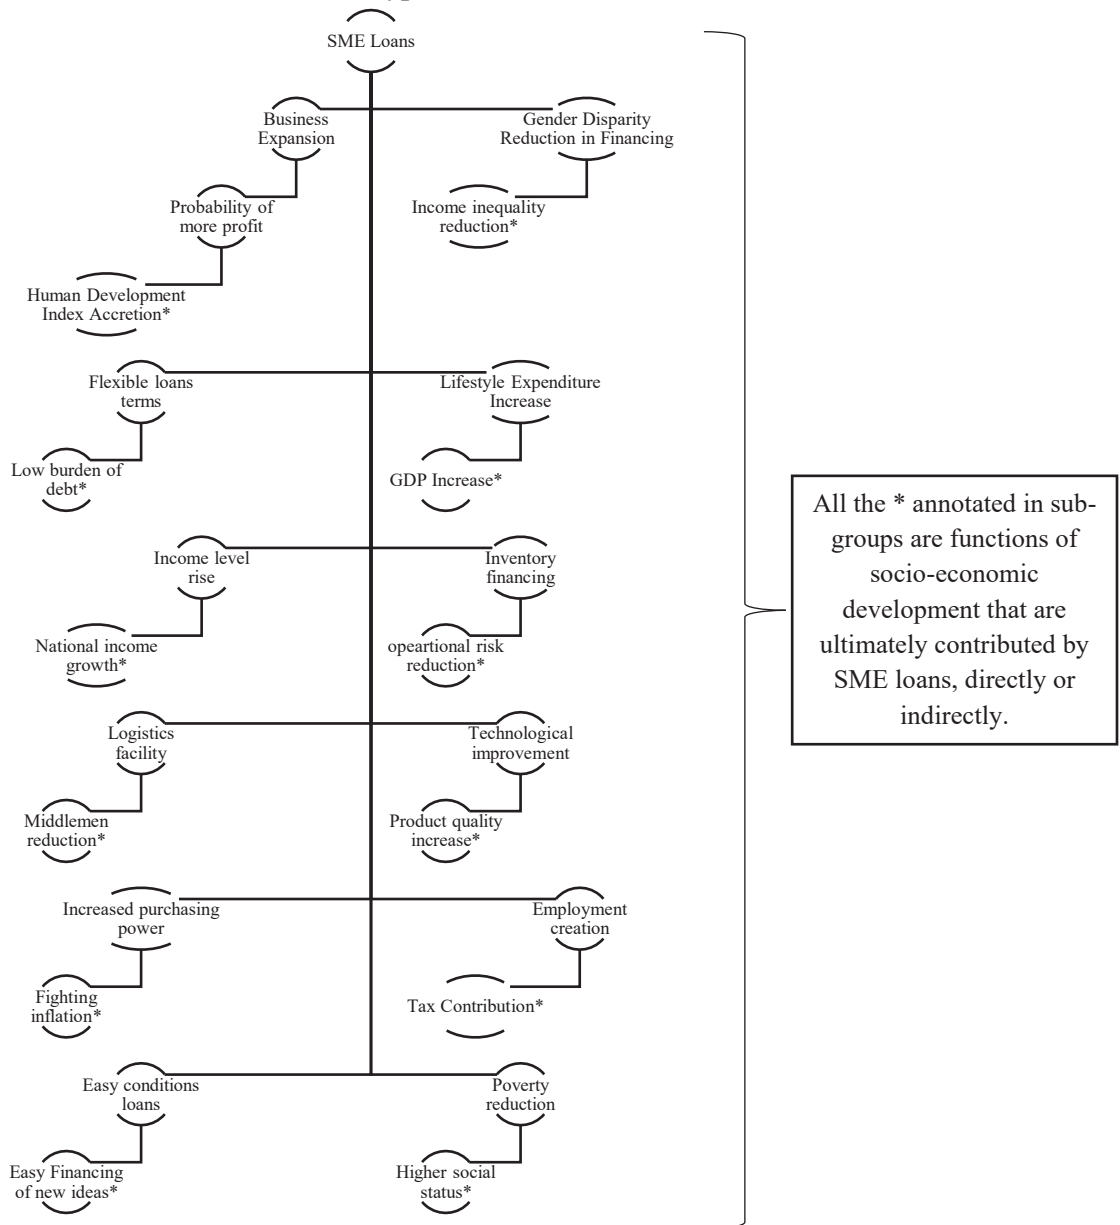 SME Loans
Business
Expansion
Gender Disparity
Reduction in Financing
Probability of
more profit
Income inequality
reduction*
Human Development
Index Accretion*
Flexible loans
terms
Lifestyle Expenditure
Increase
Low burden of
debt*
GDP Increase*
Income level
rise
Inventory
financing
National income
growth*
opeartional risk
reduction*
Logistics
facility
Technological
improvement
Middlemen
reduction*
Product quality
increase*
Increased purchasing
power
Employment
creation
Fighting
inflation*
Tax Contribution*
Easy conditions
loans
Poverty
reduction
Easy Financing
of new ideas*
Higher social
status*
All the * annotated in sub-
groups are functions of
socio-economic
development that are
ultimately contributed by
SME loans, directly or
indirectly.